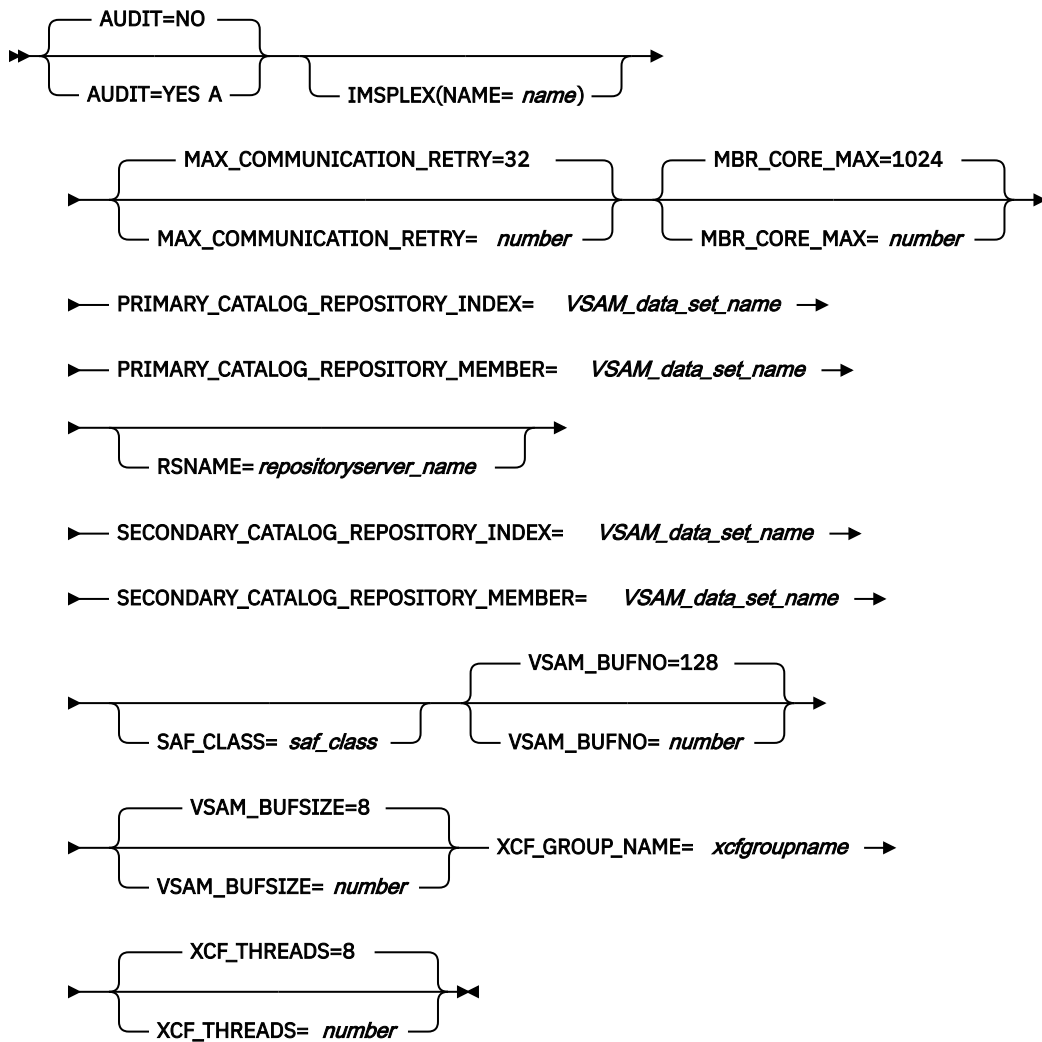 AUDIT=NO
AUDIT=YES A
IMSPLEX(NAME= name)
MAX_COMMUNICATION_RETRY=32
MAX_COMMUNICATION_RETRY= number
MBR_CORE_MAX=1024
MBR_CORE_MAX= number
PRIMARY_CATALOG_REPOSITORY_INDEX= VSAM_data_set_name
PRIMARY_CATALOG_REPOSITORY_MEMBER= VSAM_data_set_name
RSNAME= repositoryserver_name
SECONDARY_CATALOG_REPOSITORY_INDEX= VSAM_data_set_name
SECONDARY_CATALOG_REPOSITORY_MEMBER= VSAM_data_set_name
SAF_CLASS= saf_class
VSAM_BUFNO=128
VSAM_BUFNO= number
VSAM_BUFSIZE=8
VSAM_BUFSIZE= number
XCF_GROUP_NAME= xcfgroupname
XCF_THREADS=8
XCF_THREADS= number